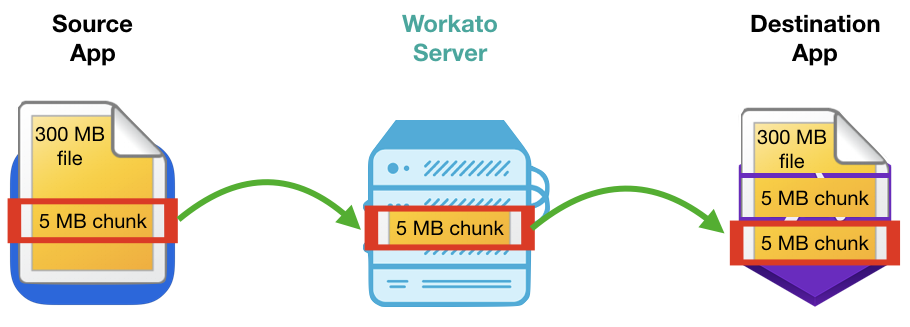 Source
App
Workato
Server
Destination
App
300 MB
file
5 MB chunk
5 MB chunk
300 MB
file
5 MB chunk
5 MB chunk